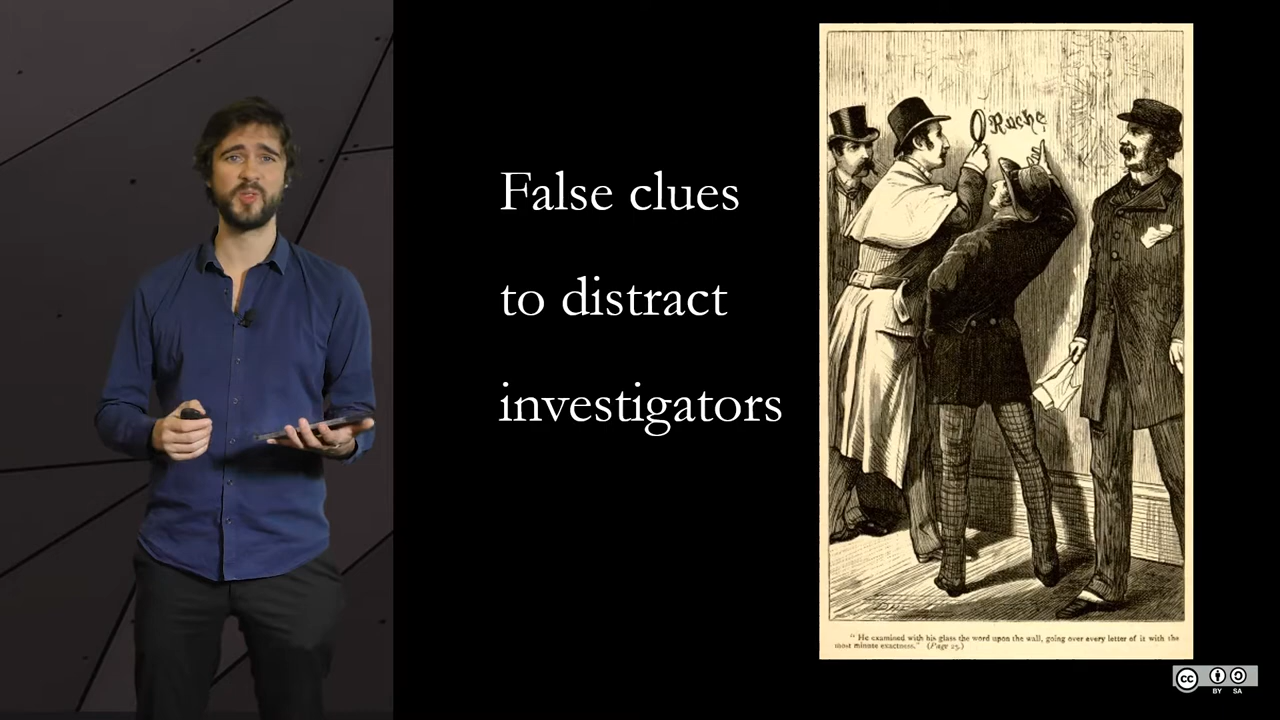 False clues
to distract
investigators
Rache
" He examined with his glass the word upon the wall, going over every letter of it with the
most minute exactness." (Page 23.)
cc
BY SA